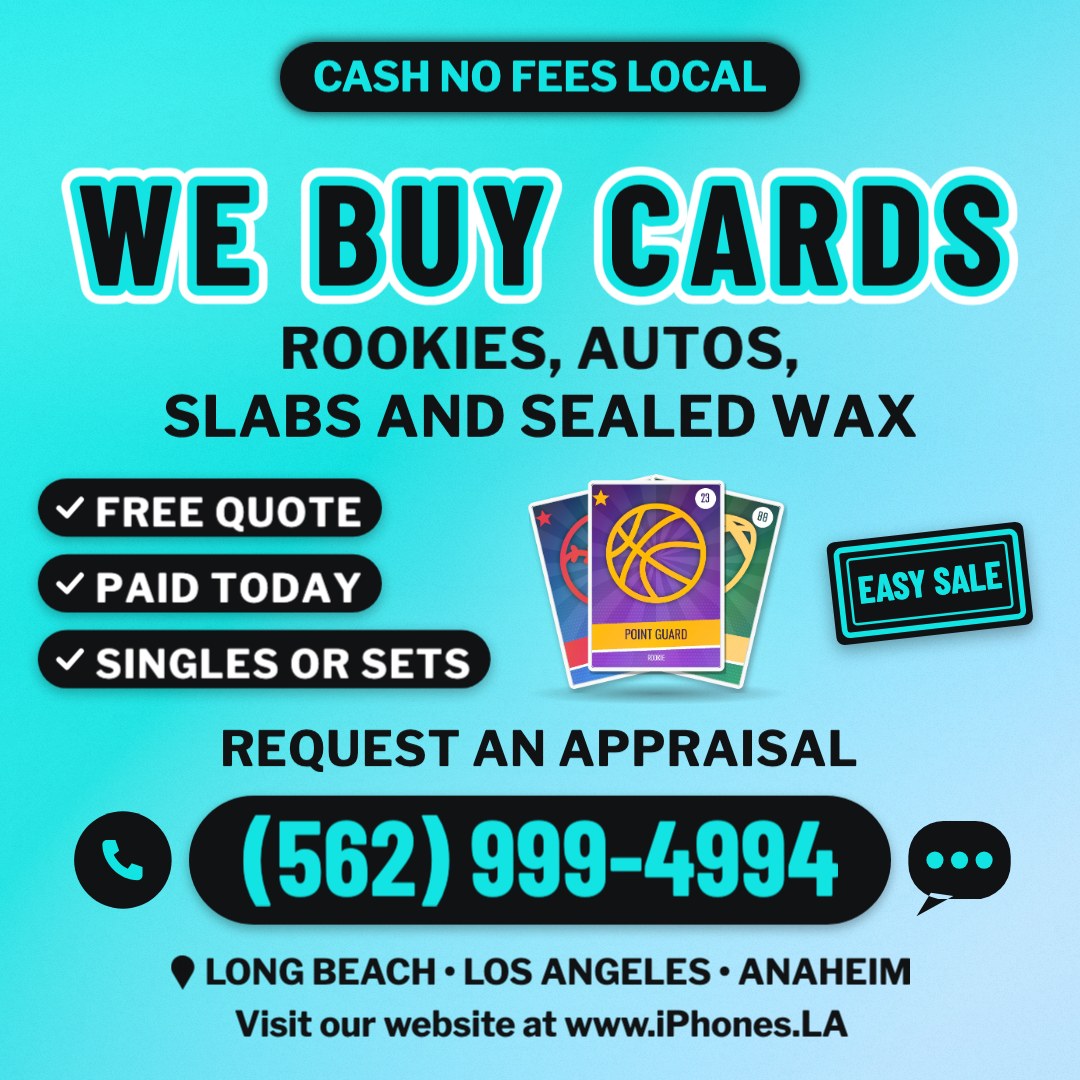 CASH NO FEES LOCAL
WE BUY CARDS
ROOKIES, AUTOS,
SLABS AND SEALED WAX
FREE QUOTE
PAID TODAY
SINGLES OR SETS
23
88
POINT GUARD
ROOKIE
EASY SALE
REQUEST AN APPRAISAL
(562) 999-4994
LONG BEACH • LOS ANGELES • ANAHEIM
Visit our website at www.iPhones.LA